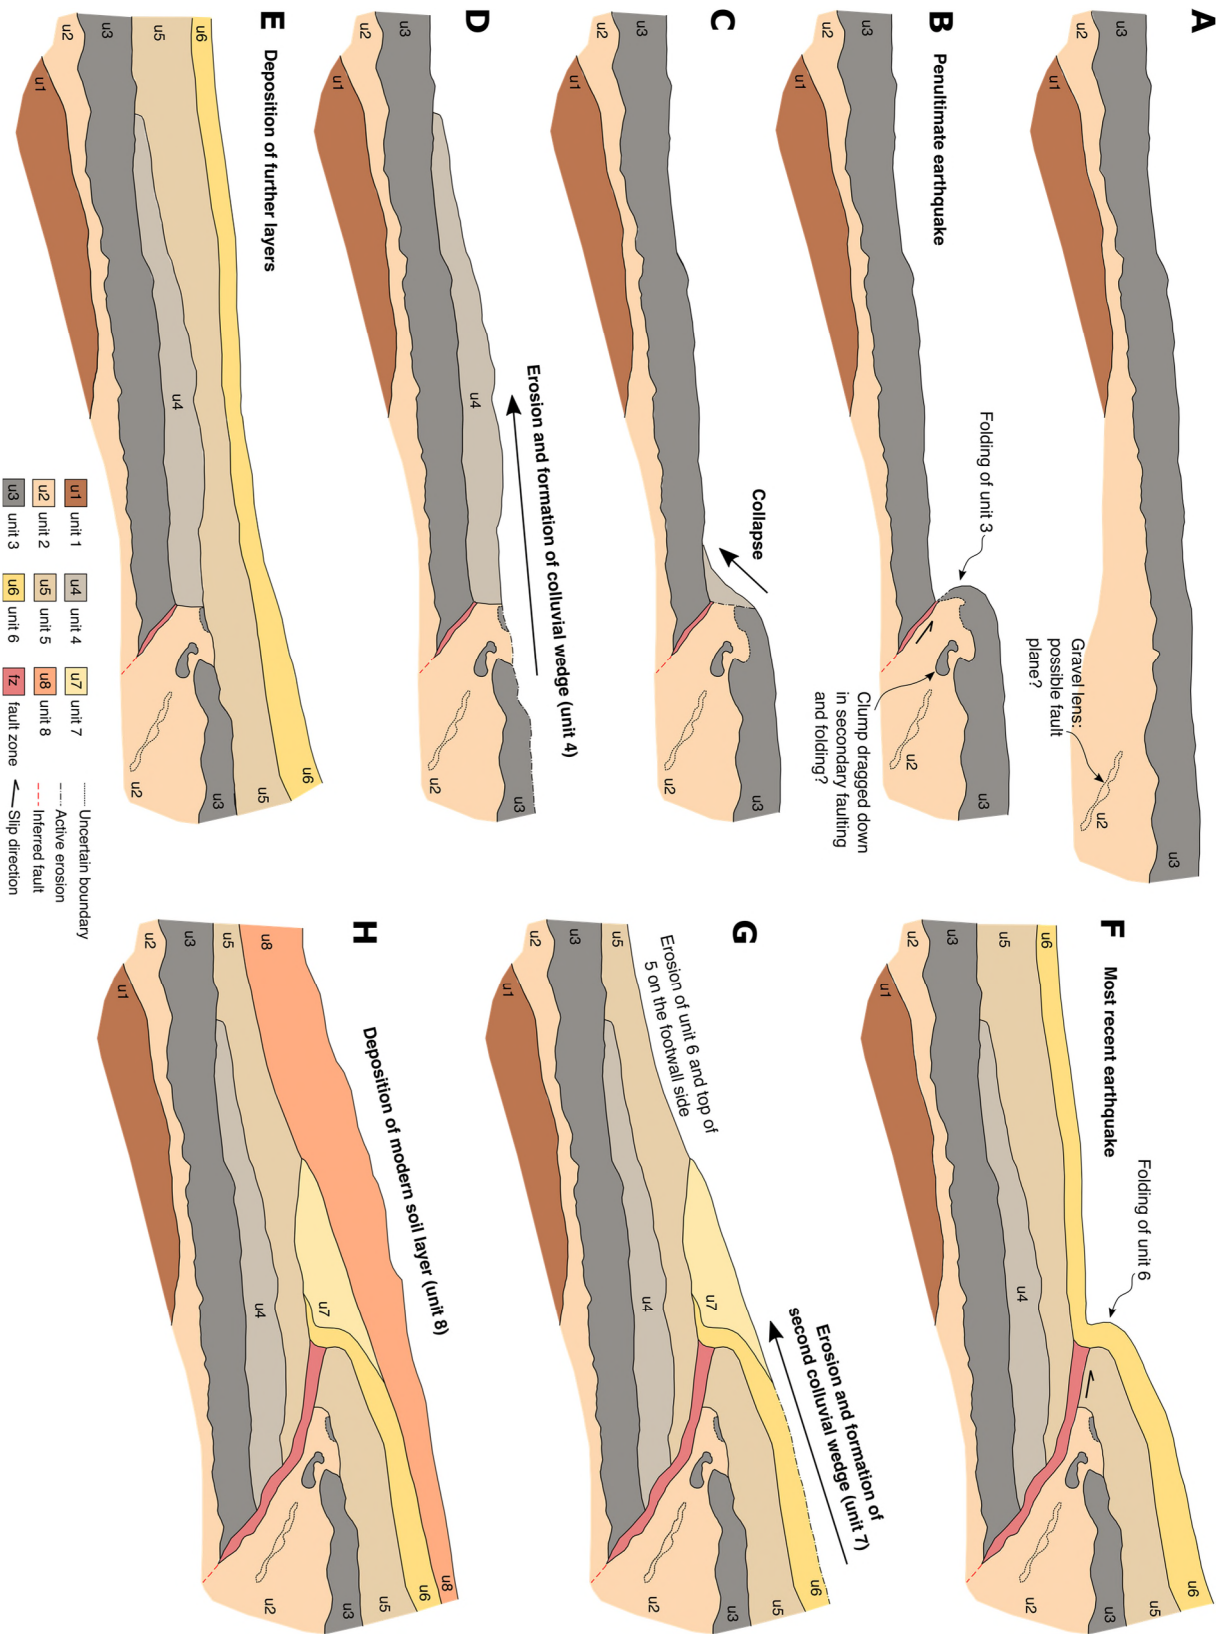 A
u3
u2
Gravel lens:
possible fault
plane?
u2
u3
B
Penultimate earthquake
u3
u2
u1
Folding of unit 3
Clump dragged down
in secondary faulting
and folding?
u2
u3
C
u3
u2
u1
Collapse
u2
u3
D
u3
u2
u1
u4
Erosion and formation of colluvial wedge (unit 4)
u2
u3
E
Deposition of further layers
u6
u5
u3
u2
u1
u4
u6
u5
u3
u2
u1 unit 1
u2 unit 2
u3 unit 3
u4 unit 4
u5 unit 5
u6 unit 6
u7 unit 7
u8 unit 8
fz fault zone
Uncertain boundary
Active erosion
Inferred fault
Slip direction
F
Most recent earthquake
Folding of unit 6
u6
u5
u3
u2
u1
u4
u6
u5
u3
u2
G
Erosion of unit 6 and top of
5 on the footwall side
Erosion and formation of
second colluvial wedge (unit 7)
u5
u3
u2
u1
u4
u7
u6
u5
u3
u2
H
Deposition of modern soil layer (unit 8)
u8
u5
u3
u2
u1
u4
u7
u8
u6
u5
u3
u2